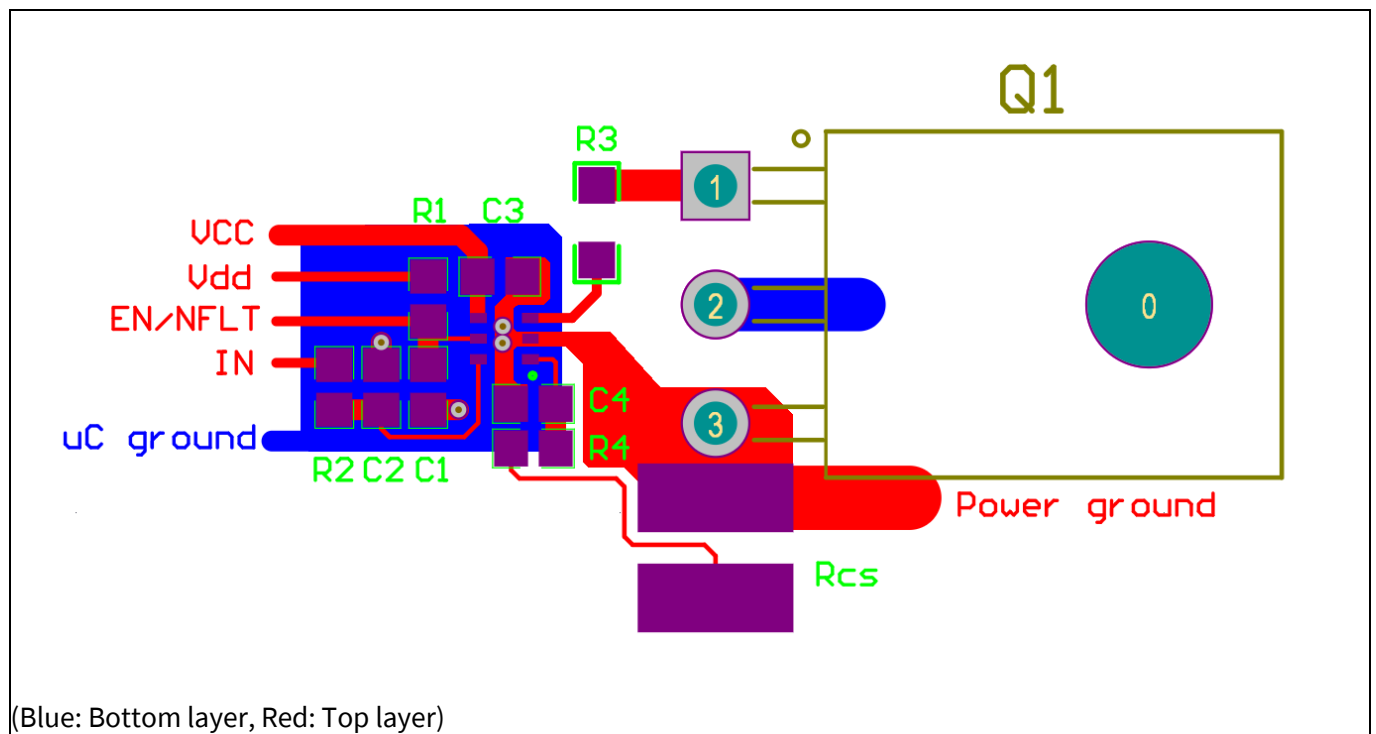 Q1
R3
1
R1 C3
VCC
Vdd
2
0
EN/NFLT
IN
C4
3
uC ground
R4
R2 C2 C1
Power ground
Rcs
(Blue: Bottom layer, Red: Top layer)